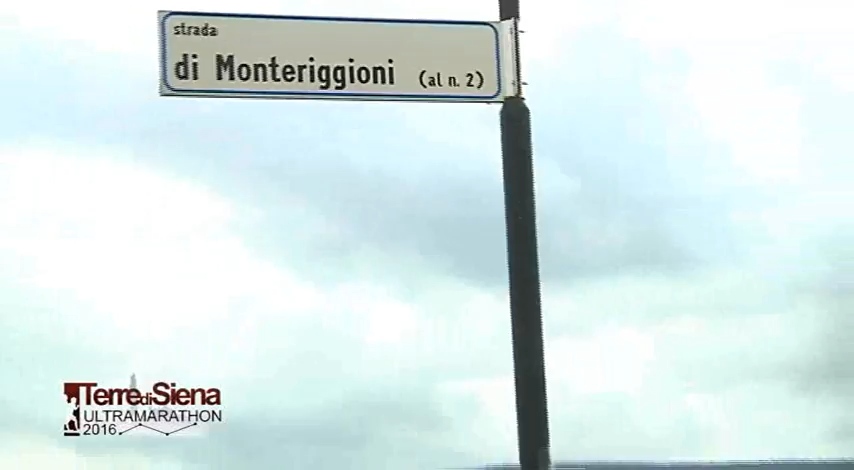 strada
di Monteriggioni (al n. 2)
Terre di Siena
ULTRAMARATHON
2016